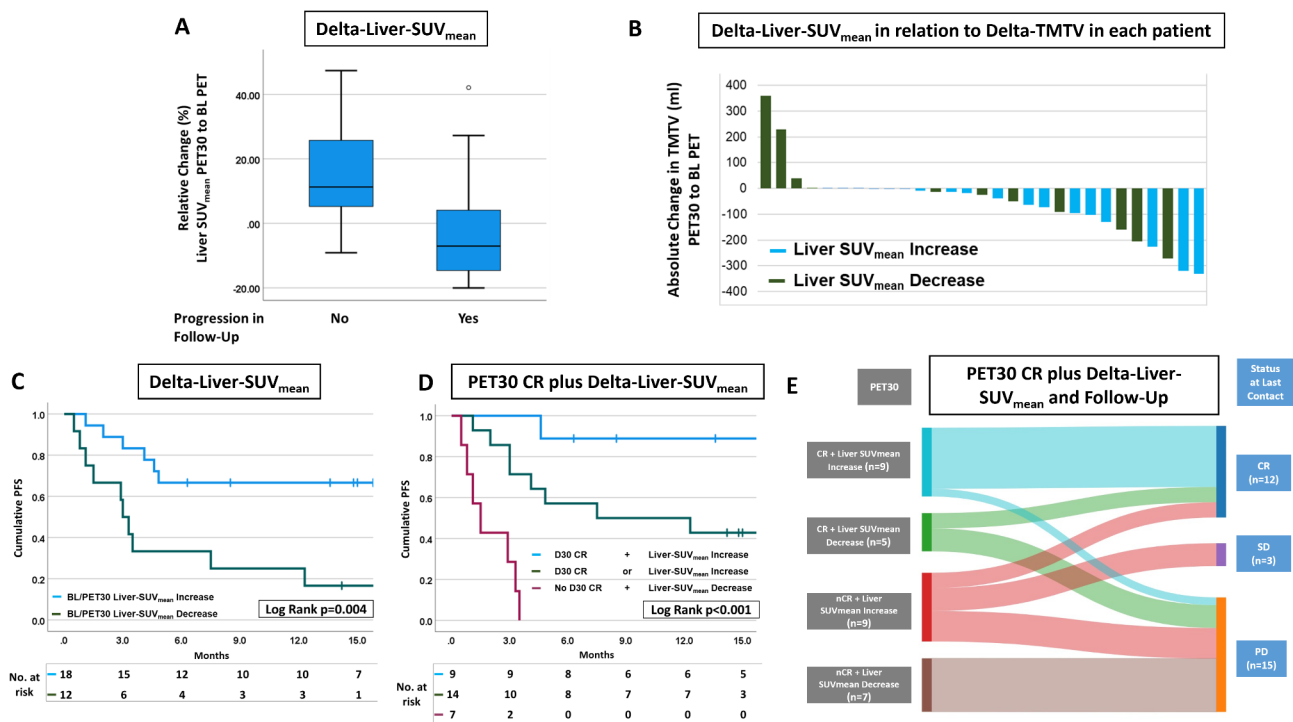 A
Delta-Liver-SUVmean
Relative Change (%)
Liver SUVmean PET30 to BL PET
40.00
20.00
.00
-20.00
Progression in
Follow-Up
No
Yes
B
Delta-Liver-SUVmean in relation to Delta-TMTV in each patient
Absolute Change in TMTV (ml)
PET30 to BL PET
400
300
200
100
0
-100
-200
-300
-400
Liver SUVmean Increase
Liver SUVmean Decrease
C
Delta-Liver-SUVmean
Cumulative PFS
1.0
0.8
0.6
0.4
0.2
0.0
BL/PET30 Liver-SUVmean Increase
BL/PET30 Liver-SUVmean Decrease
Log Rank p=0.004
.0 3.0 6.0 9.0 12.0 15.0
Months
No. at
risk
18 15 12 10 10 7
12 6 4 3 3 1
D
PET30 CR plus Delta-Liver-SUVmean
Cumulative PFS
1.0
0.8
0.6
0.4
0.2
0.0
D30 CR + Liver-SUVmean Increase
D30 CR or Liver-SUVmean Increase
No D30 CR + Liver-SUVmean Decrease
Log Rank p<0.001
.0 3.0 6.0 9.0 12.0 15.0
Months
No. at
risk
9 9 8 6 6 5
14 10 8 7 7 3
7 2 0 0 0 0
E
PET30
PET30 CR plus Delta-Liver-
SUVmean and Follow-Up
Status
at Last
Contact
CR + Liver SUVmean
Increase (n=9)
CR + Liver SUVmean
Decrease (n=5)
nCR + Liver
SUVmean Increase
(n=9)
nCR + Liver
SUVmean Decrease
(n=7)
CR
(n=12)
SD
(n=3)
PD
(n=15)